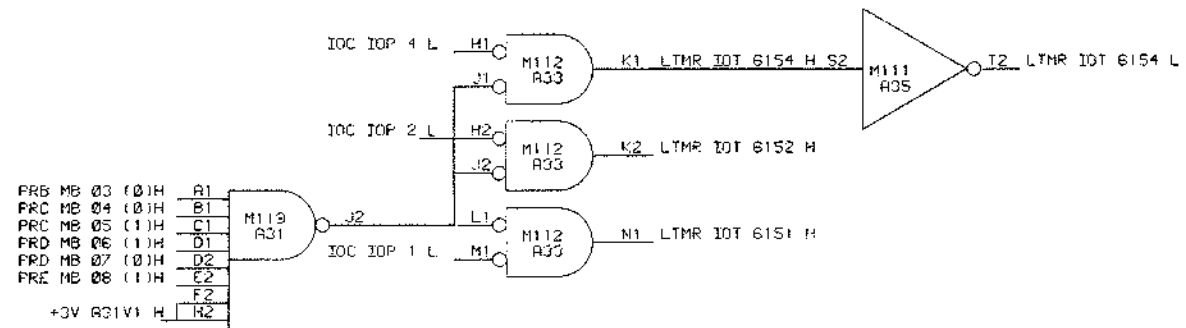 IOC IOP 4 L H1
M112
A33
J1
K1 LTMR IOT 6154 H S2
M111
A35
T2 LTMR IOT 6154 L
IOC IOP 2 L H2
M112
A33
J2
K2 LTMR IOT 6152 H
PRB MB 03 (0)H A1
PRC MB 04 (0)H B1
PRC MB 05 (1)H C1
PRD MB 06 (1)H D1
PRD MB 07 (0)H D2
PRE MB 08 (1)H E2
F2
+3V A31V1 H H2
M119
A31
J2
L1
M112
A33
IOC IOP 1 L M1
N1 LTMR IOT 6151 H